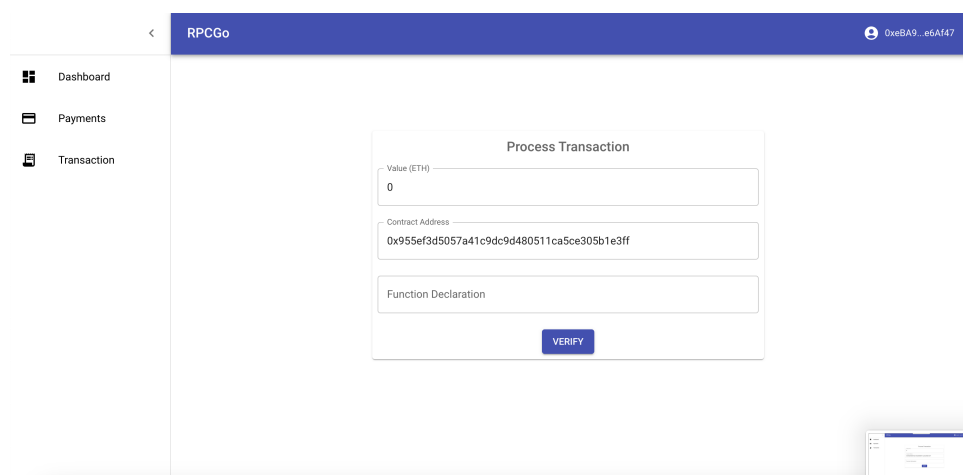 RPCGo
0xeBA9...e6Af47
Dashboard
Payments
Transaction
Process Transaction
Value (ETH)
0
Contract Address
0x955ef3d5057a41c9dc9d480511ca5ce305b1e3ff
Function Declaration
VERIFY